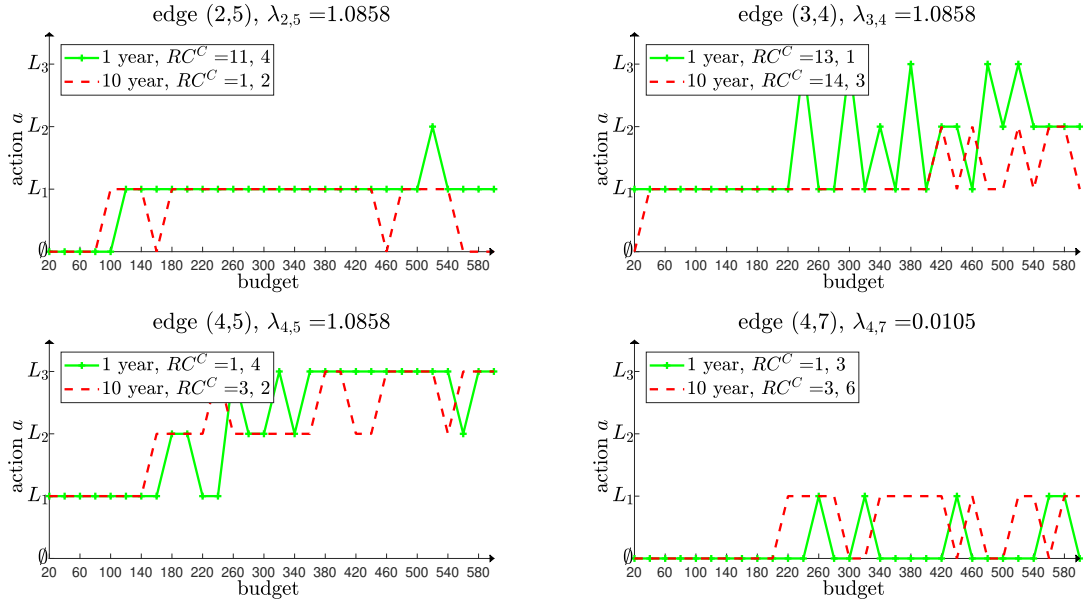 edge (2,5), λ2,5 =1.0858
1 year, RC^C =11, 4
10 year, RC^C =1, 2
L3
L2
L1
∅
action a
20 60 100 140 180 220 260 300 340 380 420 460 500 540 580
budget
edge (3,4), λ3,4 =1.0858
1 year, RC^C =13, 1
10 year, RC^C =14, 3
L3
L2
L1
∅
action a
20 60 100 140 180 220 260 300 340 380 420 460 500 540 580
budget
edge (4,5), λ4,5 =1.0858
1 year, RC^C =1, 4
10 year, RC^C =3, 2
L3
L2
L1
∅
action a
20 60 100 140 180 220 260 300 340 380 420 460 500 540 580
budget
edge (4,7), λ4,7 =0.0105
1 year, RC^C =1, 3
10 year, RC^C =3, 6
L3
L2
L1
∅
action a
20 60 100 140 180 220 260 300 340 380 420 460 500 540 580
budget